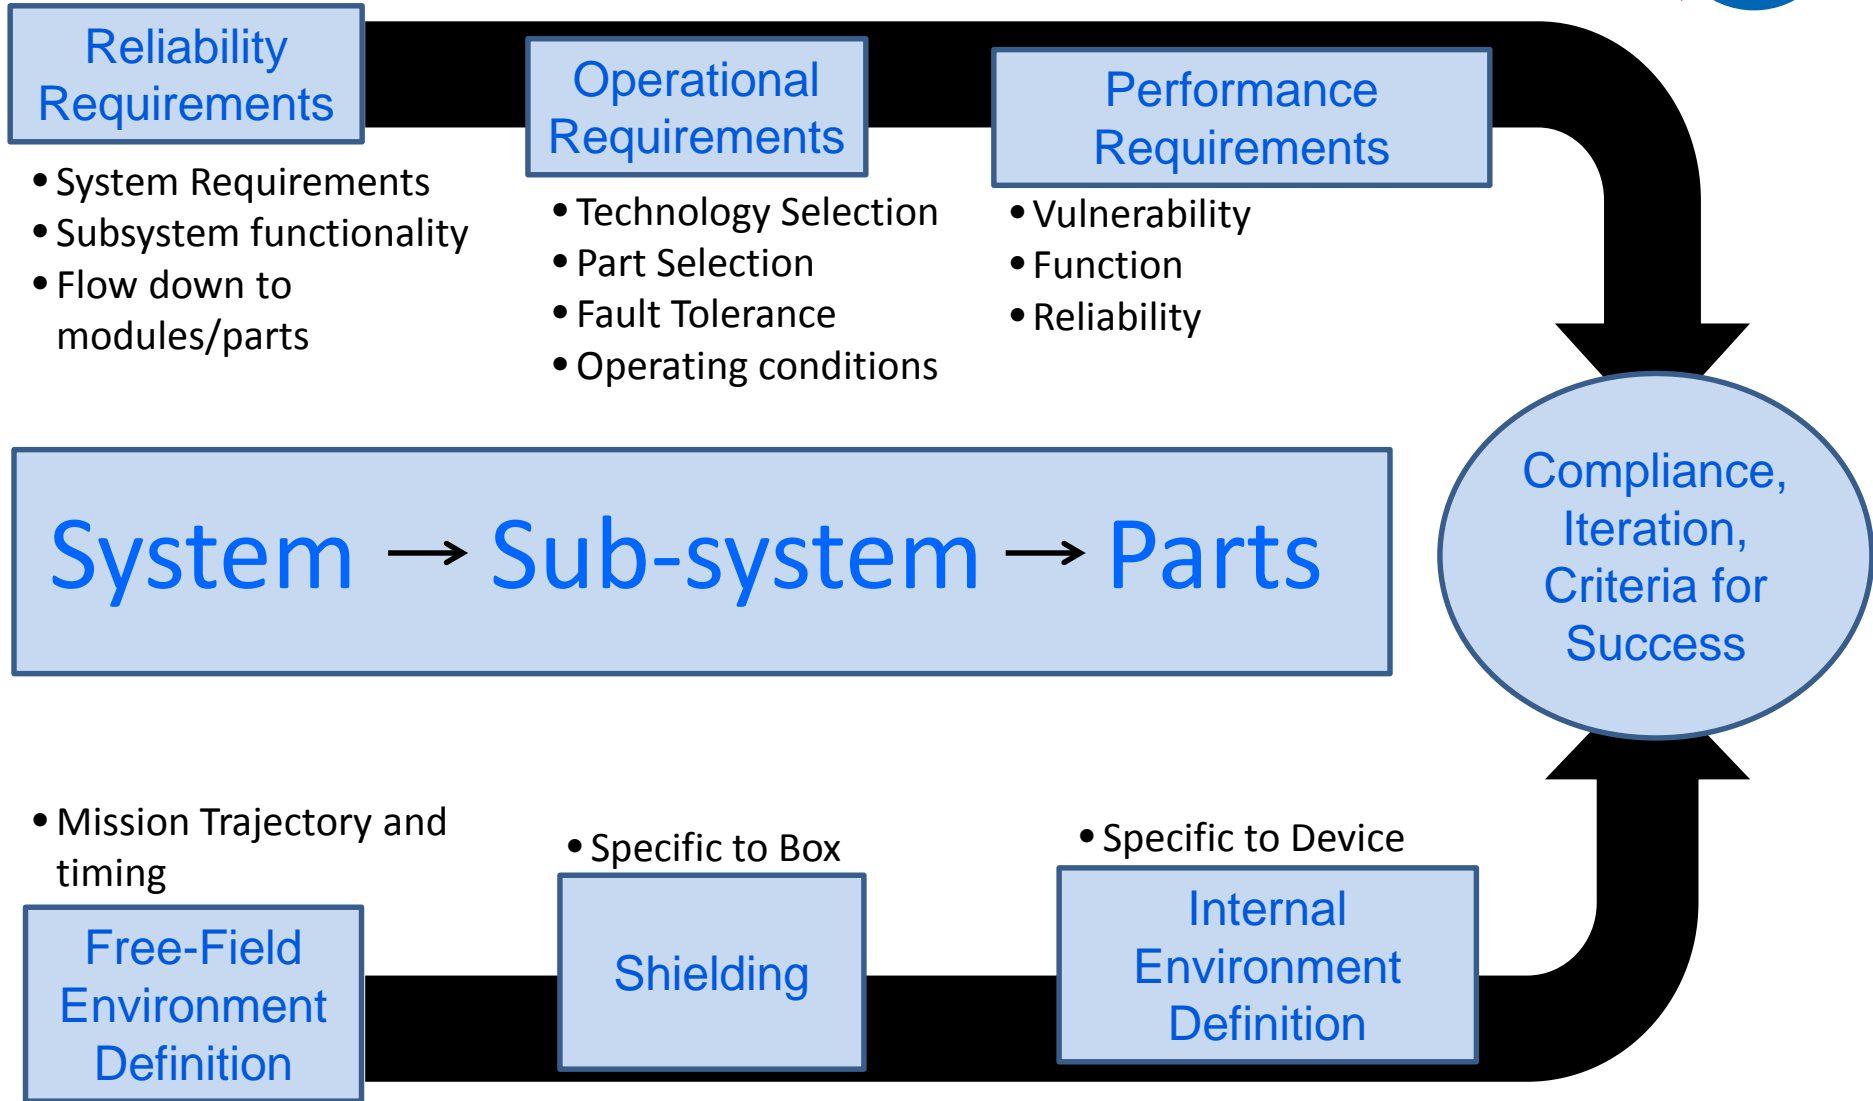 Reliability
Requirements
• System Requirements
• Subsystem functionality
• Flow down to
modules/parts
Operational
Requirements
• Technology Selection
• Part Selection
• Fault Tolerance
• Operating conditions
Performance
Requirements
• Vulnerability
• Function
• Reliability
System → Sub-system → Parts
Compliance,
Iteration,
Criteria for
Success
• Mission Trajectory and
timing
Free-Field
Environment
Definition
• Specific to Box
Shielding
• Specific to Device
Internal
Environment
Definition